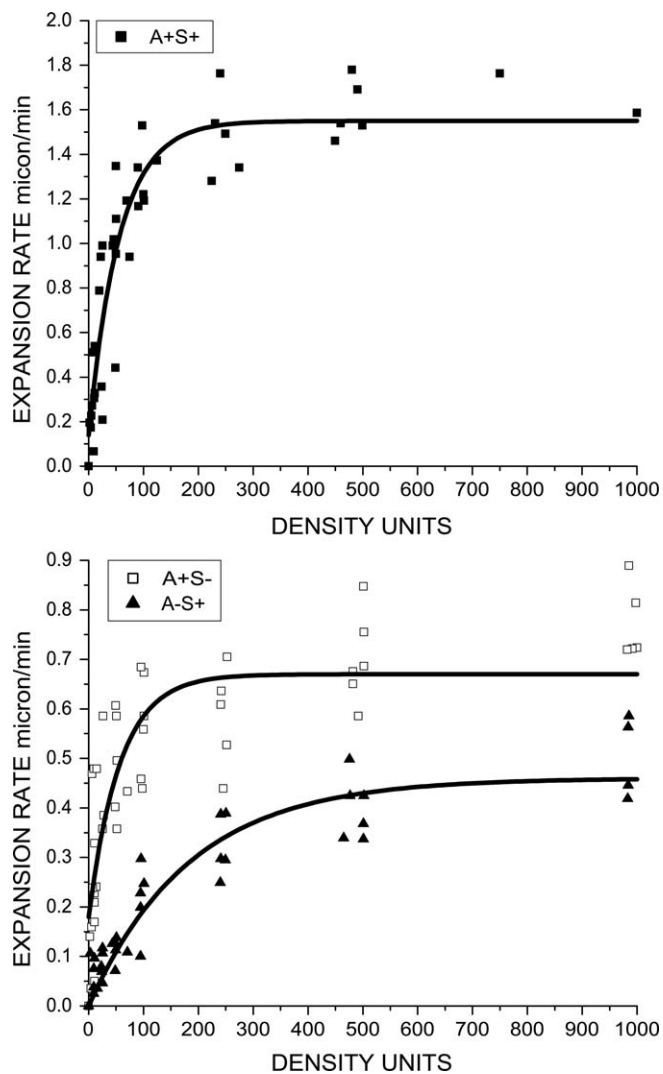 A+S+
EXPANSION RATE micon/min
2.0
1.8
1.6
1.4
1.2
1.0
0.8
0.6
0.4
0.2
0.0
0 100 200 300 400 500 600 700 800 900 1000
DENSITY UNITS
A+S-
A-S+
EXPANSION RATE micron/min
0.9
0.8
0.7
0.6
0.5
0.4
0.3
0.2
0.1
0.0
0 100 200 300 400 500 600 700 800 900 1000
DENSITY UNITS